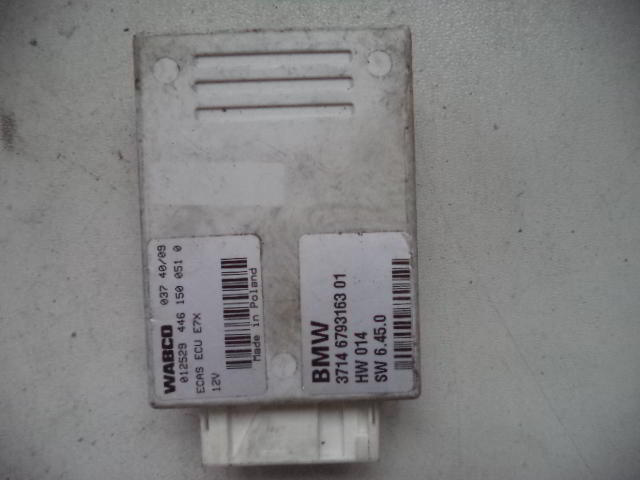 WABCO 037 40/09
012529 446 150 051 0
ECAS ECU E7X
12V
Made in Poland
BMW
3714 6793163 01
HW 014
SW 6.45.0